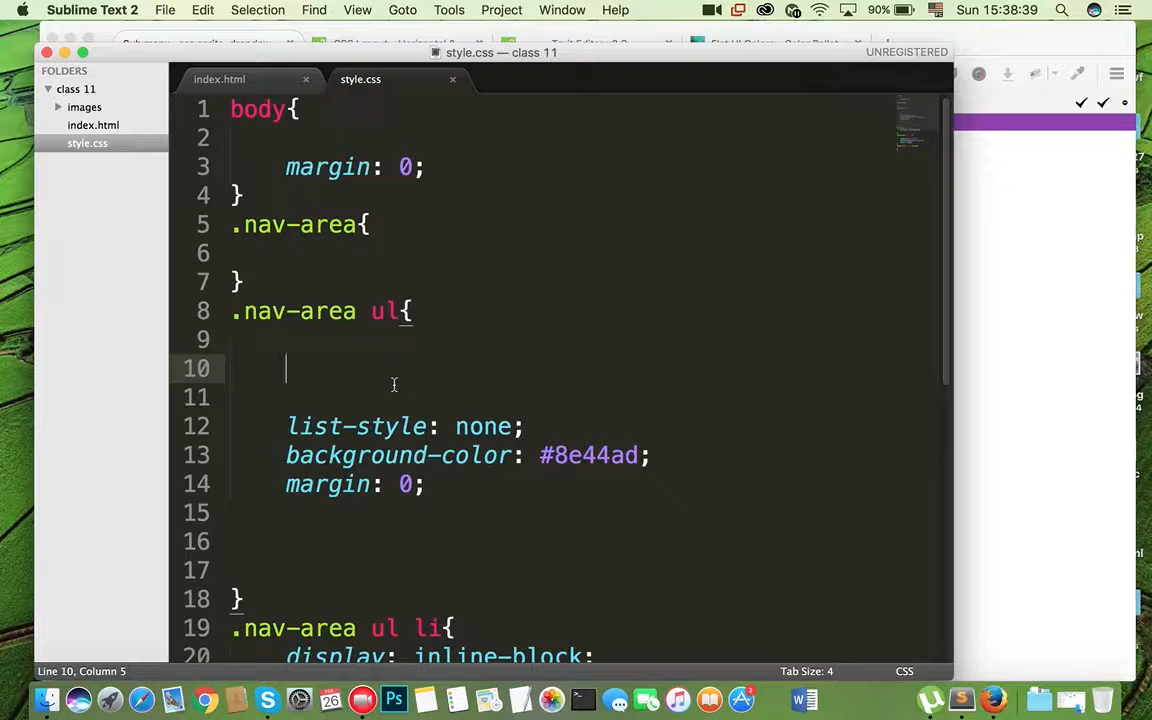 Sublime Text 2 File Edit Selection Find View Goto Tools Project Window Help 90% Sun 15:38:39
style.css — class 11 UNREGISTERED
FOLDERS
class 11
images
index.html
style.css
index.html style.css
1 body{
2
3 margin: 0;
4 }
5 .nav-area{
6
7 }
8 .nav-area ul{
9
10
11
12 list-style: none;
13 background-color: #8e44ad;
14 margin: 0;
15
16
17
18 }
19 .nav-area ul li{
20 display: inline-block;
Line 10, Column 5 Tab Size: 4 CSS